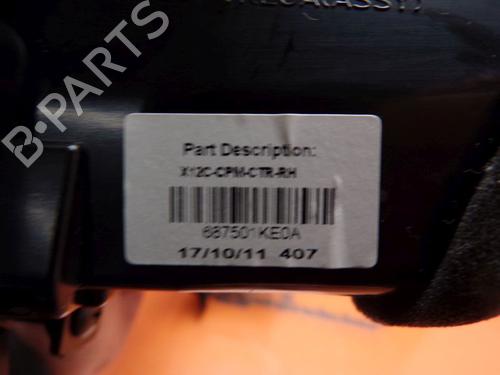 B-PARTS
Part Description:
X12C-CPM-CTR-RH
687501KE0A
17/10/11 407